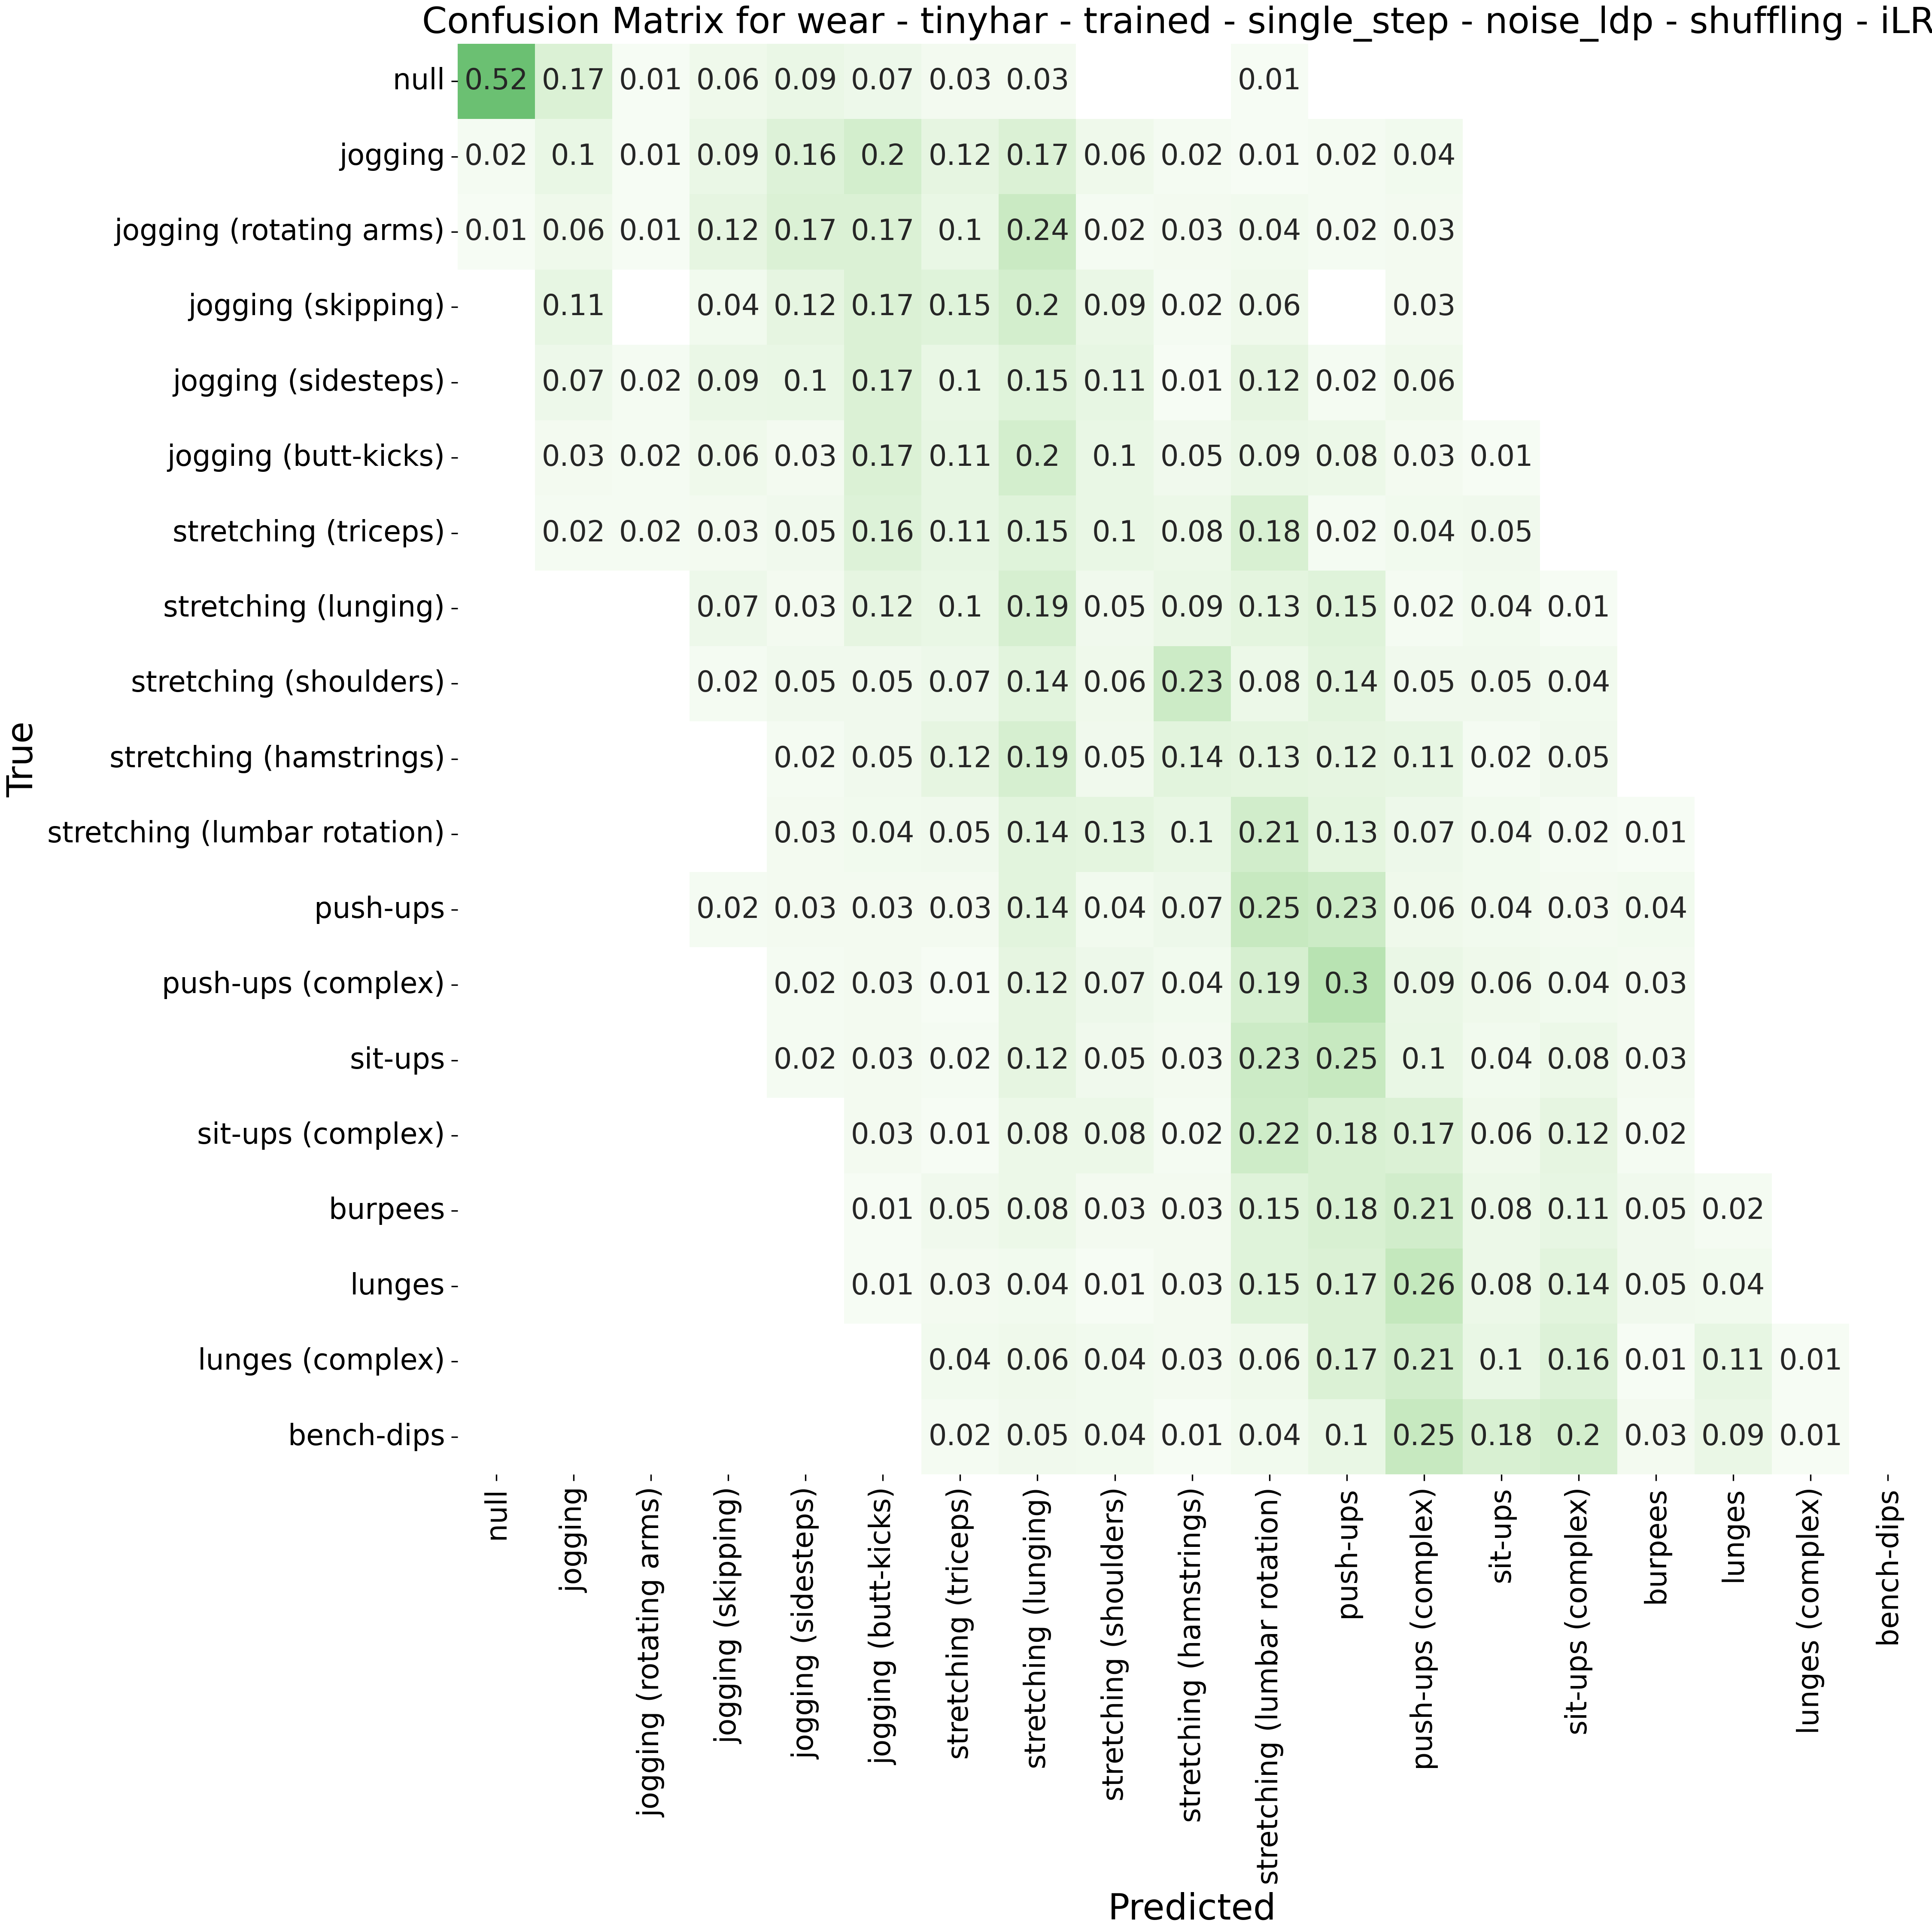 Confusion Matrix for wear - tinyhar - trained - single_step - noise_ldp - shuffling - iLR
null 0.52 0.17 0.01 0.06 0.09 0.07 0.03 0.03 0.01
jogging 0.02 0.1 0.01 0.09 0.16 0.2 0.12 0.17 0.06 0.02 0.01 0.02 0.04
jogging (rotating arms) 0.01 0.06 0.01 0.12 0.17 0.17 0.1 0.24 0.02 0.03 0.04 0.02 0.03
jogging (skipping) 0.11 0.04 0.12 0.17 0.15 0.2 0.09 0.02 0.06 0.03
jogging (sidesteps) 0.07 0.02 0.09 0.1 0.17 0.1 0.15 0.11 0.01 0.12 0.02 0.06
jogging (butt-kicks) 0.03 0.02 0.06 0.03 0.17 0.11 0.2 0.1 0.05 0.09 0.08 0.03 0.01
stretching (triceps) 0.02 0.02 0.03 0.05 0.16 0.11 0.15 0.1 0.08 0.18 0.02 0.04 0.05
stretching (lunging) 0.07 0.03 0.12 0.1 0.19 0.05 0.09 0.13 0.15 0.02 0.04 0.01
stretching (shoulders) 0.02 0.05 0.05 0.07 0.14 0.06 0.23 0.08 0.14 0.05 0.05 0.04
stretching (hamstrings) 0.02 0.05 0.12 0.19 0.05 0.14 0.13 0.12 0.11 0.02 0.05
stretching (lumbar rotation) 0.03 0.04 0.05 0.14 0.13 0.1 0.21 0.13 0.07 0.04 0.02 0.01
push-ups 0.02 0.03 0.03 0.03 0.14 0.04 0.07 0.25 0.23 0.06 0.04 0.03 0.04
push-ups (complex) 0.02 0.03 0.01 0.12 0.07 0.04 0.19 0.3 0.09 0.06 0.04 0.03
sit-ups 0.02 0.03 0.02 0.12 0.05 0.03 0.23 0.25 0.1 0.04 0.08 0.03
sit-ups (complex) 0.03 0.01 0.08 0.08 0.02 0.22 0.18 0.17 0.06 0.12 0.02
burpees 0.01 0.05 0.08 0.03 0.03 0.15 0.18 0.21 0.08 0.11 0.05 0.02
lunges 0.01 0.03 0.04 0.01 0.03 0.15 0.17 0.26 0.08 0.14 0.05 0.04
lunges (complex) 0.04 0.06 0.04 0.03 0.06 0.17 0.21 0.1 0.16 0.01 0.11 0.01
bench-dips 0.02 0.05 0.04 0.01 0.04 0.1 0.25 0.18 0.2 0.03 0.09 0.01
True
null
jogging
jogging (rotating arms)
jogging (skipping)
jogging (sidesteps)
jogging (butt-kicks)
stretching (triceps)
stretching (lunging)
stretching (shoulders)
stretching (hamstrings)
stretching (lumbar rotation)
push-ups
push-ups (complex)
sit-ups
sit-ups (complex)
burpees
lunges
lunges (complex)
bench-dips
Predicted